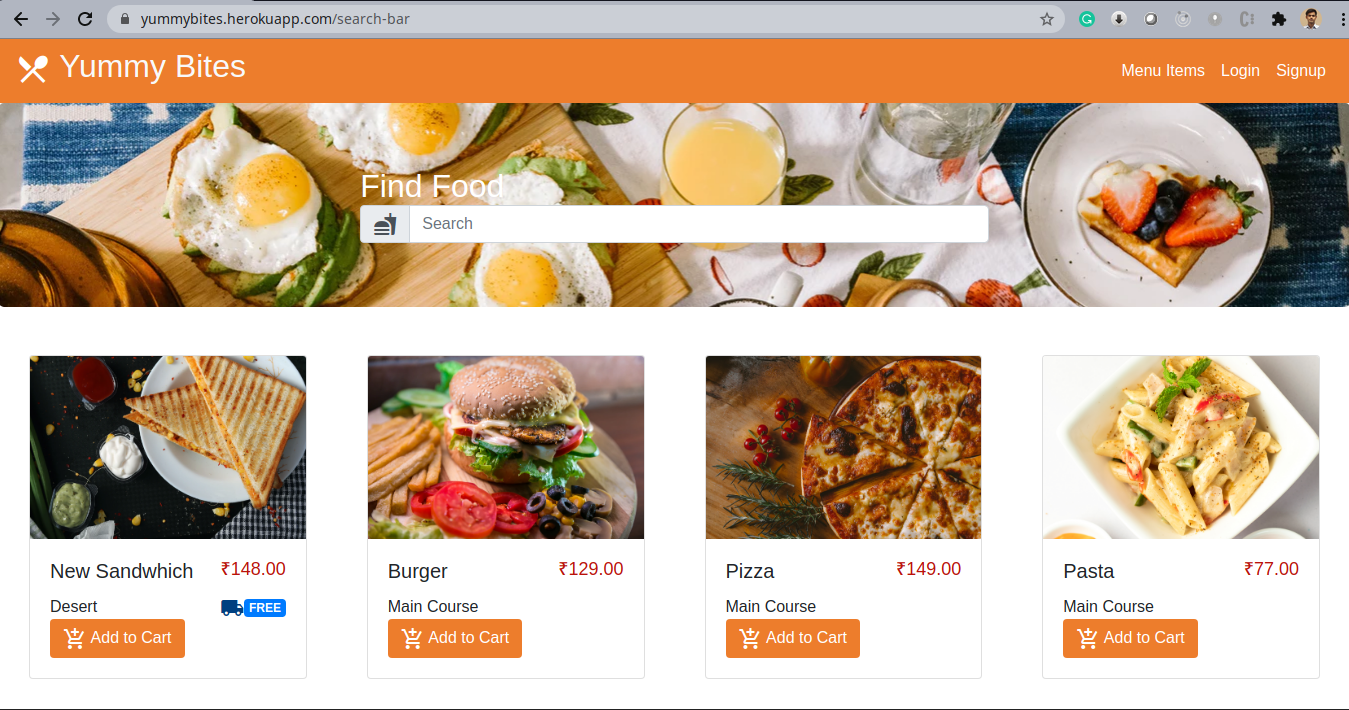 yummybites.herokuapp.com/search-bar
Yummy Bites
Menu Items Login Signup
Find Food
Search
New Sandwhich ₹148.00
Desert FREE
Add to Cart
Burger ₹129.00
Main Course
Add to Cart
Pizza ₹149.00
Main Course
Add to Cart
Pasta ₹77.00
Main Course
Add to Cart